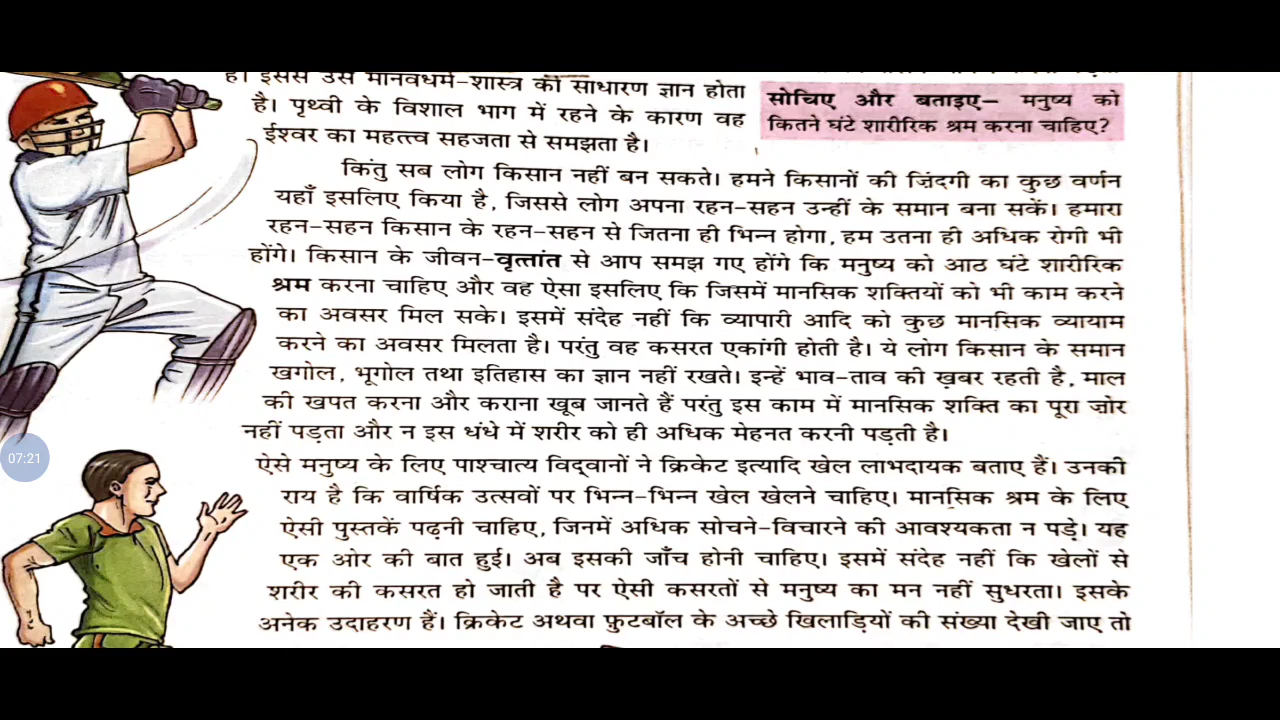 है। इससे उसे मानवधर्म-शास्त्र का साधारण ज्ञान होता
है। पृथ्वी के विशाल भाग में रहने के कारण वह
ईश्वर का महत्त्व सहजता से समझता है।
सोचिए और बताइए- मनुष्य को
कितने घंटे शारीरिक श्रम करना चाहिए?
किंतु सब लोग किसान नहीं बन सकते। हमने किसानों की ज़िंदगी का कुछ वर्णन
यहाँ इसलिए किया है, जिससे लोग अपना रहन-सहन उन्हीं के समान बना सकें। हमारा
रहन-सहन किसान के रहन-सहन से जितना ही भिन्न होगा, हम उतना ही अधिक रोगी भी
होंगे। किसान के जीवन-वृत्तांत से आप समझ गए होंगे कि मनुष्य को आठ घंटे शारीरिक
श्रम करना चाहिए और वह ऐसा इसलिए कि जिसमें मानसिक शक्तियों को भी काम करने
का अवसर मिल सके। इसमें संदेह नहीं कि व्यापारी आदि को कुछ मानसिक व्यायाम
करने का अवसर मिलता है। परंतु वह कसरत एकांगी होती है। ये लोग किसान के समान
खगोल, भूगोल तथा इतिहास का ज्ञान नहीं रखते। इन्हें भाव-ताव की ख़बर रहती है, माल
की खपत करना और कराना खूब जानते हैं परंतु इस काम में मानसिक शक्ति का पूरा ज़ोर
नहीं पड़ता और न इस धंधे में शरीर को ही अधिक मेहनत करनी पड़ती है।
07:21
ऐसे मनुष्य के लिए पाश्चात्य विद्वानों ने क्रिकेट इत्यादि खेल लाभदायक बताए हैं। उनकी
राय है कि वार्षिक उत्सवों पर भिन्न-भिन्न खेल खेलने चाहिए। मानसिक श्रम के लिए
ऐसी पुस्तकें पढ़नी चाहिए, जिनमें अधिक सोचने-विचारने की आवश्यकता न पड़े। यह
एक ओर की बात हुई। अब इसकी जाँच होनी चाहिए। इसमें संदेह नहीं कि खेलों से
शरीर की कसरत हो जाती है पर ऐसी कसरतों से मनुष्य का मन नहीं सुधरता। इसके
अनेक उदाहरण हैं। क्रिकेट अथवा फ़ुटबॉल के अच्छे खिलाड़ियों की संख्या देखी जाए तो